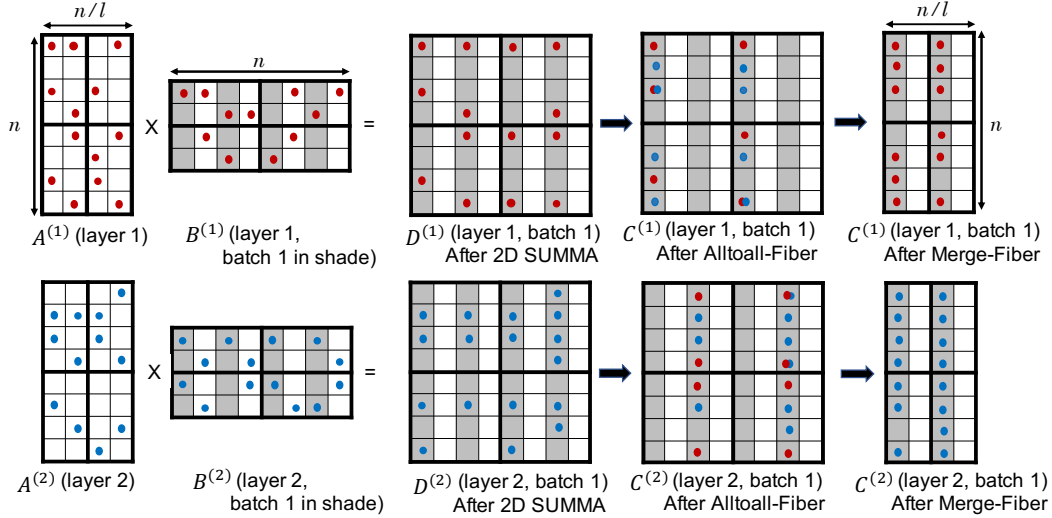 n/l
n/l
n
n
X
=
n
n
A⁽¹⁾ (layer 1)
B⁽¹⁾ (layer 1,
batch 1 in shade)
D⁽¹⁾ (layer 1, batch 1)
After 2D SUMMA
C⁽¹⁾ (layer 1, batch 1)
After Alltoall-Fiber
C⁽¹⁾ (layer 1, batch 1)
After Merge-Fiber
X
=
A⁽²⁾ (layer 2)
B⁽²⁾ (layer 2,
batch 1 in shade)
D⁽²⁾ (layer 2, batch 1)
After 2D SUMMA
C⁽²⁾ (layer 2, batch 1)
After Alltoall-Fiber
C⁽²⁾ (layer 2, batch 1)
After Merge-Fiber